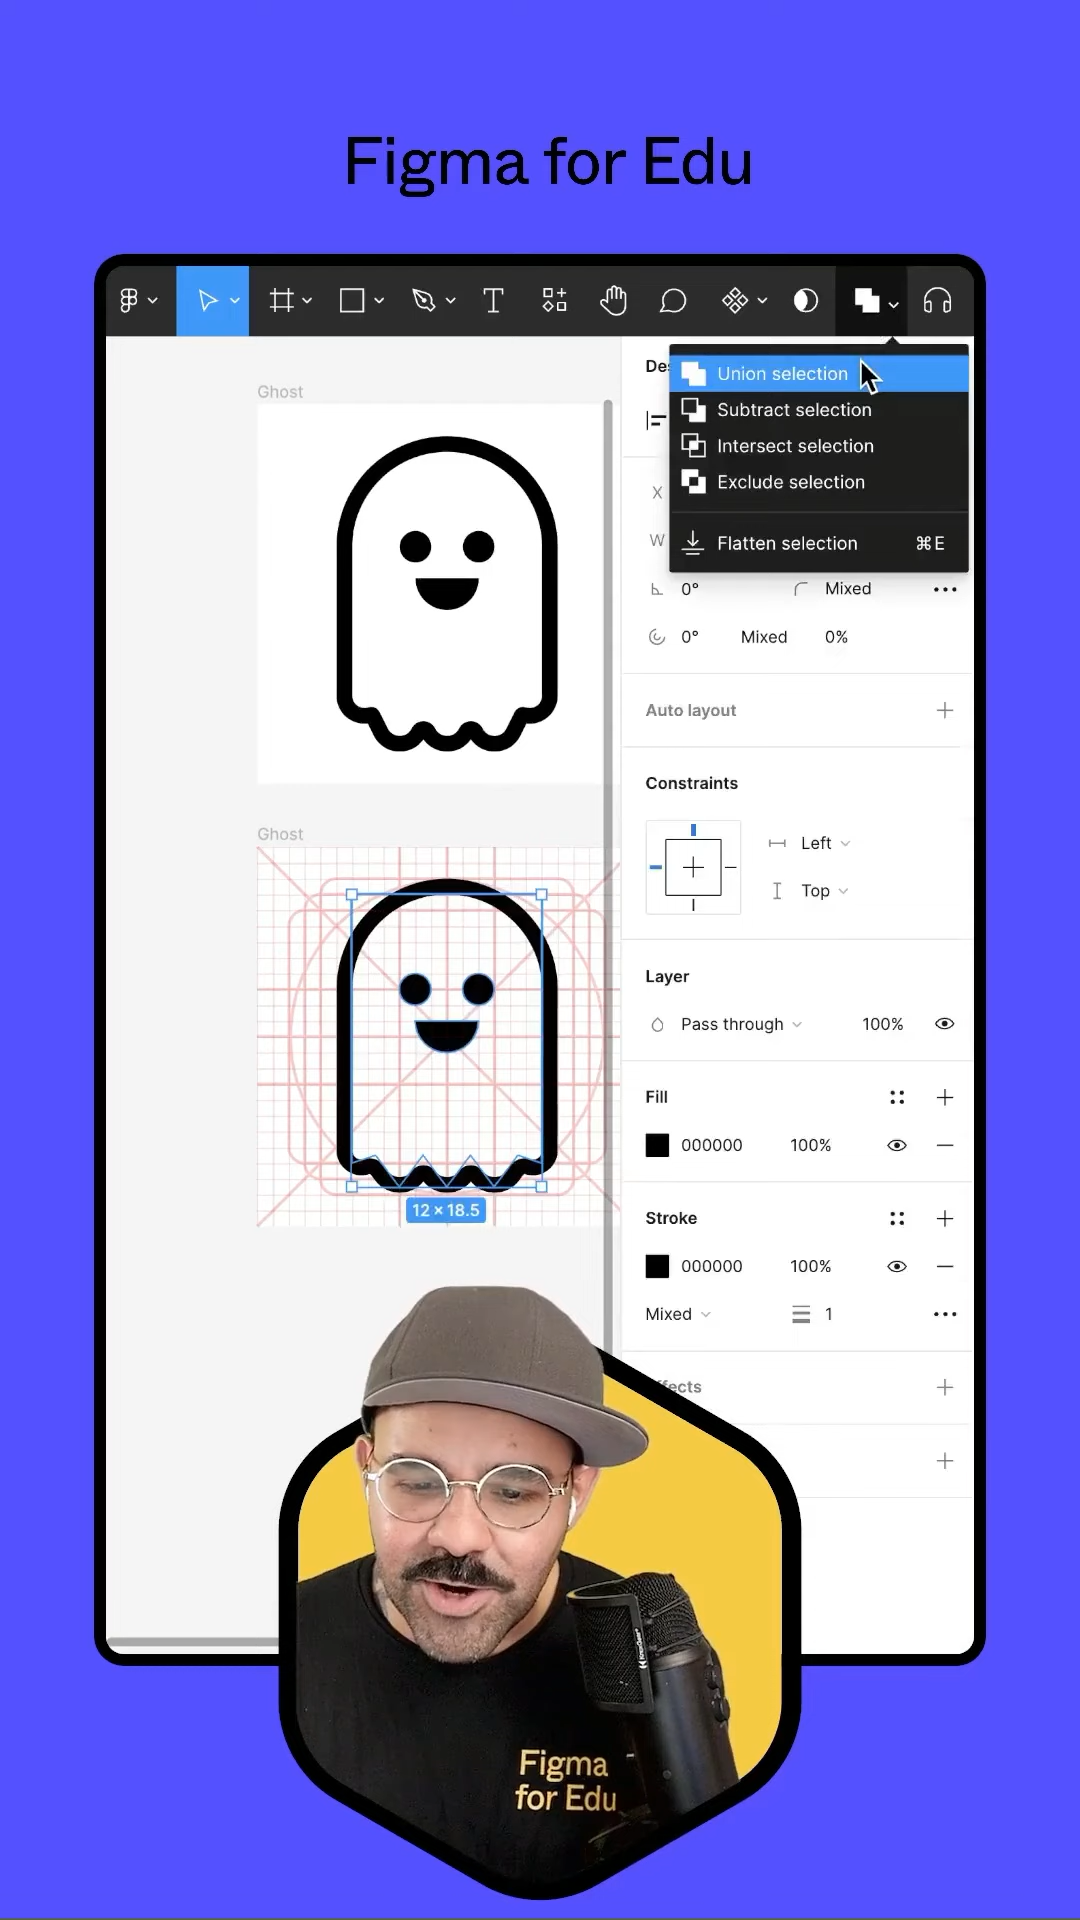 Figma for Edu
Ghost
Union selection
Subtract selection
Intersect selection
Exclude selection
Flatten selection ⌘E
X
W
0° Mixed
0° Mixed 0%
Auto layout
Constraints
Left
Top
Ghost
12 × 18.5
Layer
Pass through 100%
Fill
000000 100%
Stroke
000000 100%
Mixed 1
Figma
for Edu